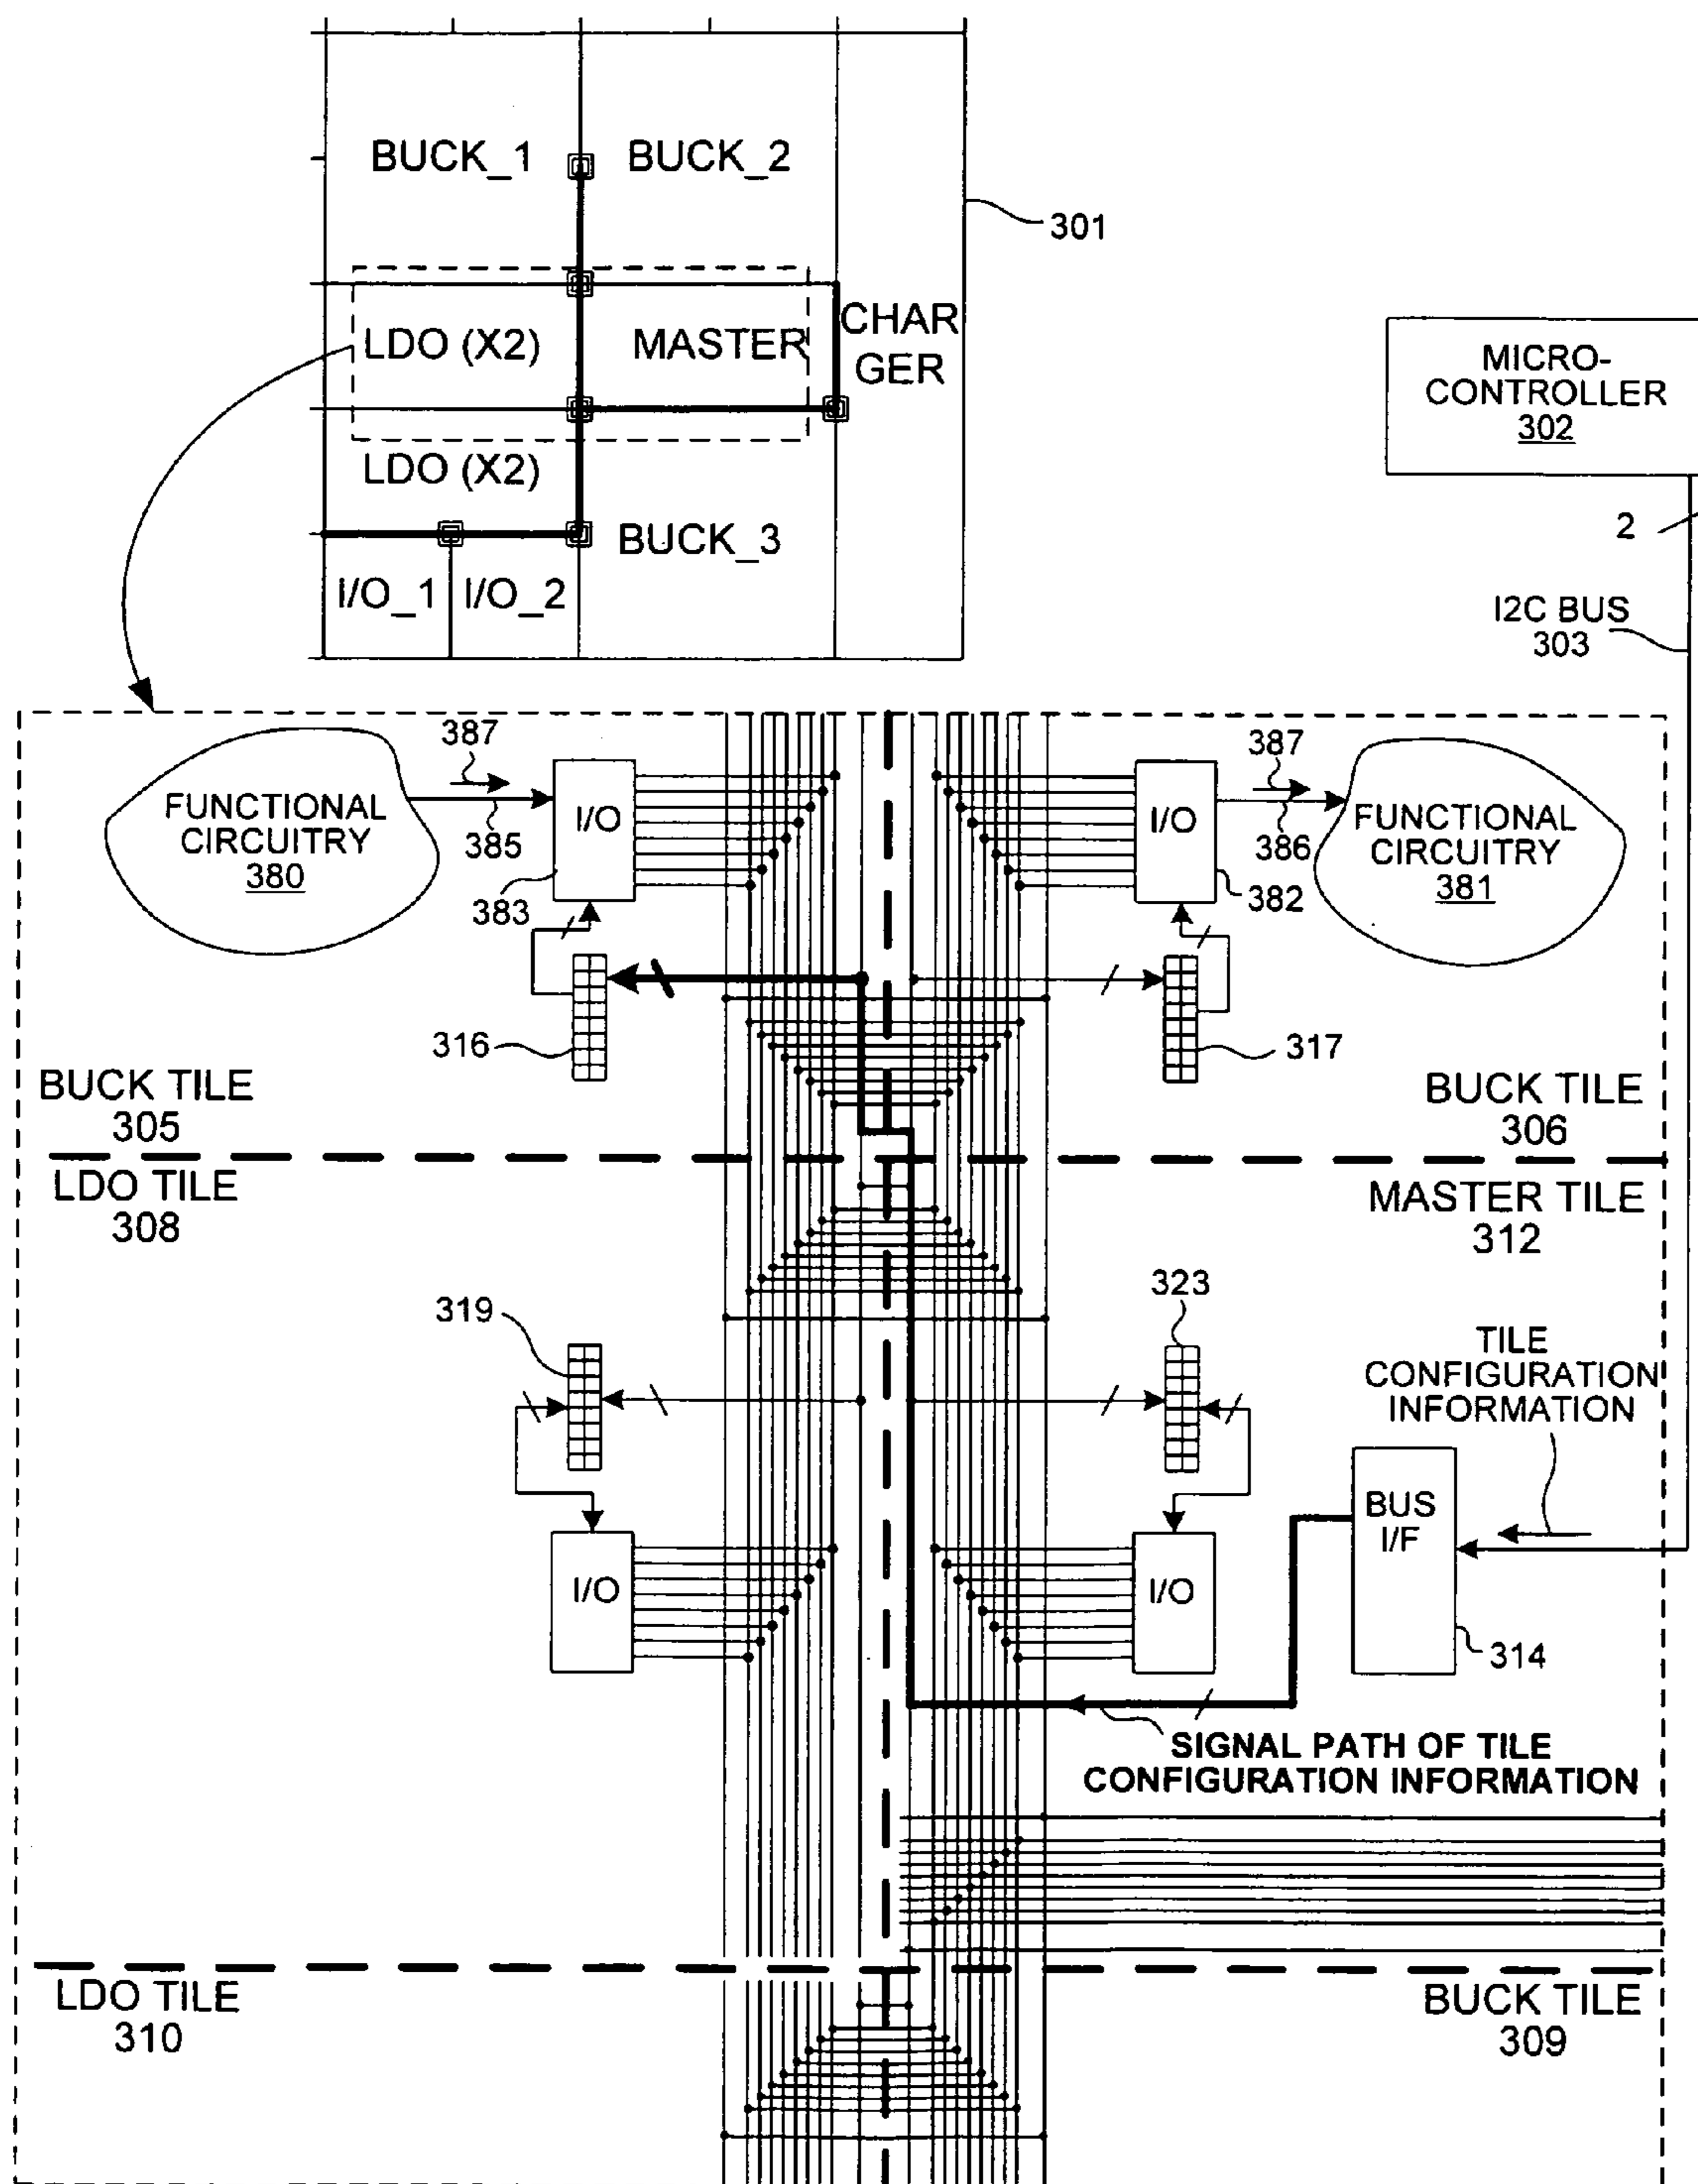 BUCK_1
BUCK_2
301
LDO (X2)
MASTER
CHAR
GER
LDO (X2)
BUCK_3
I/O_1
I/O_2
MICRO-
CONTROLLER
302
2
I2C BUS
303
387
FUNCTIONAL
CIRCUITRY
380
385
I/O
383
387
I/O
386
382
FUNCTIONAL
CIRCUITRY
381
316
317
BUCK TILE
305
BUCK TILE
306
LDO TILE
308
MASTER TILE
312
319
323
TILE
CONFIGURATION
INFORMATION
BUS
I/F
I/O
I/O
314
SIGNAL PATH OF TILE
CONFIGURATION INFORMATION
LDO TILE
310
BUCK TILE
309